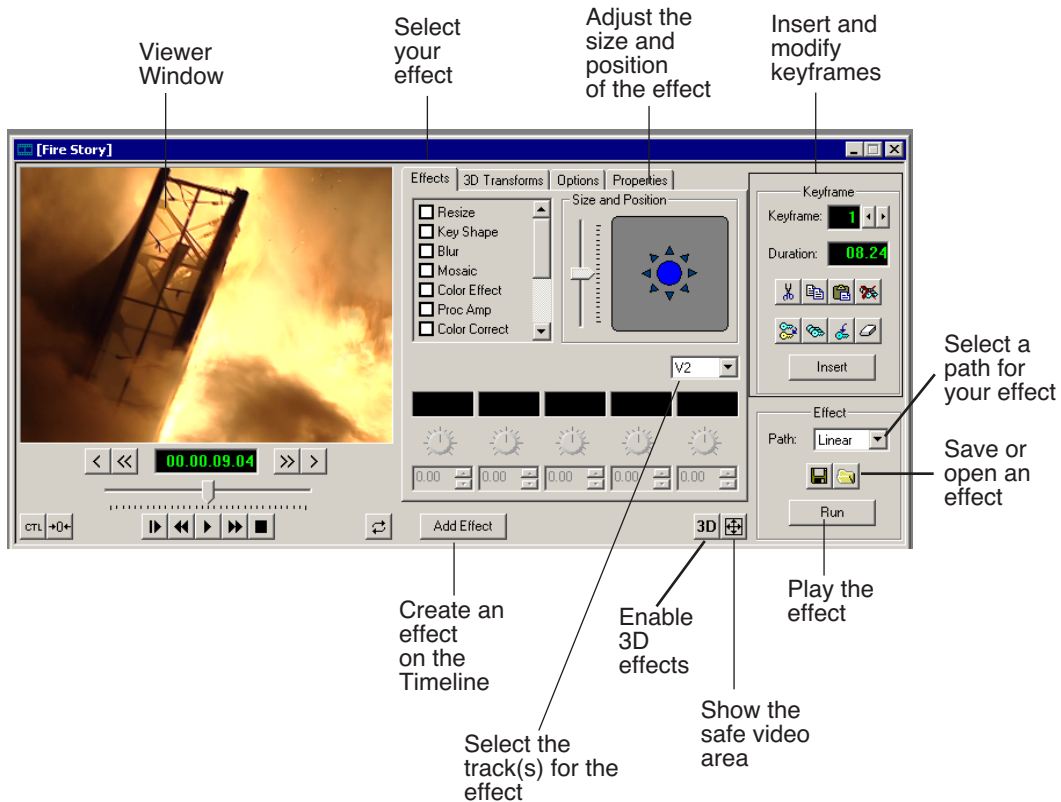 Viewer
Window
Select
your
effect
Adjust the
size and
position
of the effect
Insert and
modify
keyframes
[Fire Story]
Effects
3D Transforms
Options
Properties
Resize
Key Shape
Blur
Mosaic
Color Effect
Proc Amp
Color Correct
Size and Position
V2
0.00
0.00
0.00
0.00
0.00
Keyframe
Keyframe: 1
Duration: 08.24
Insert
Effect
Path: Linear
Run
< << 00.00.09.04 >> >
CTL →0←
Add Effect
3D
Select a
path for
your effect
Save or
open an
effect
Play the
effect
Create an
effect
on the
Timeline
Enable
3D
effects
Show the
safe video
area
Select the
track(s) for the
effect